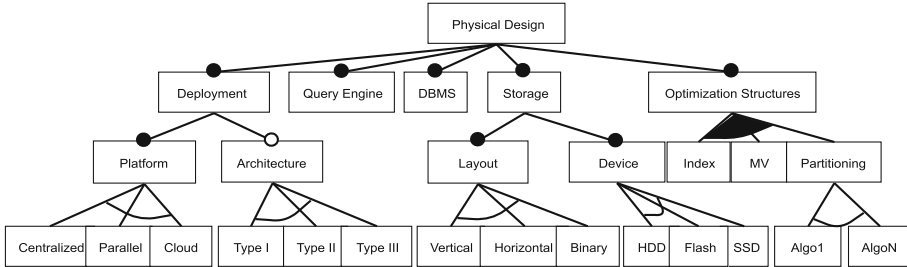 Physical Design
Deployment
Query Engine
DBMS
Storage
Optimization Structures
Platform
Architecture
Layout
Device
Index
MV
Partitioning
Centralized
Parallel
Cloud
Type I
Type II
Type III
Vertical
Horizontal
Binary
HDD
Flash
SSD
Algo1
AlgoN